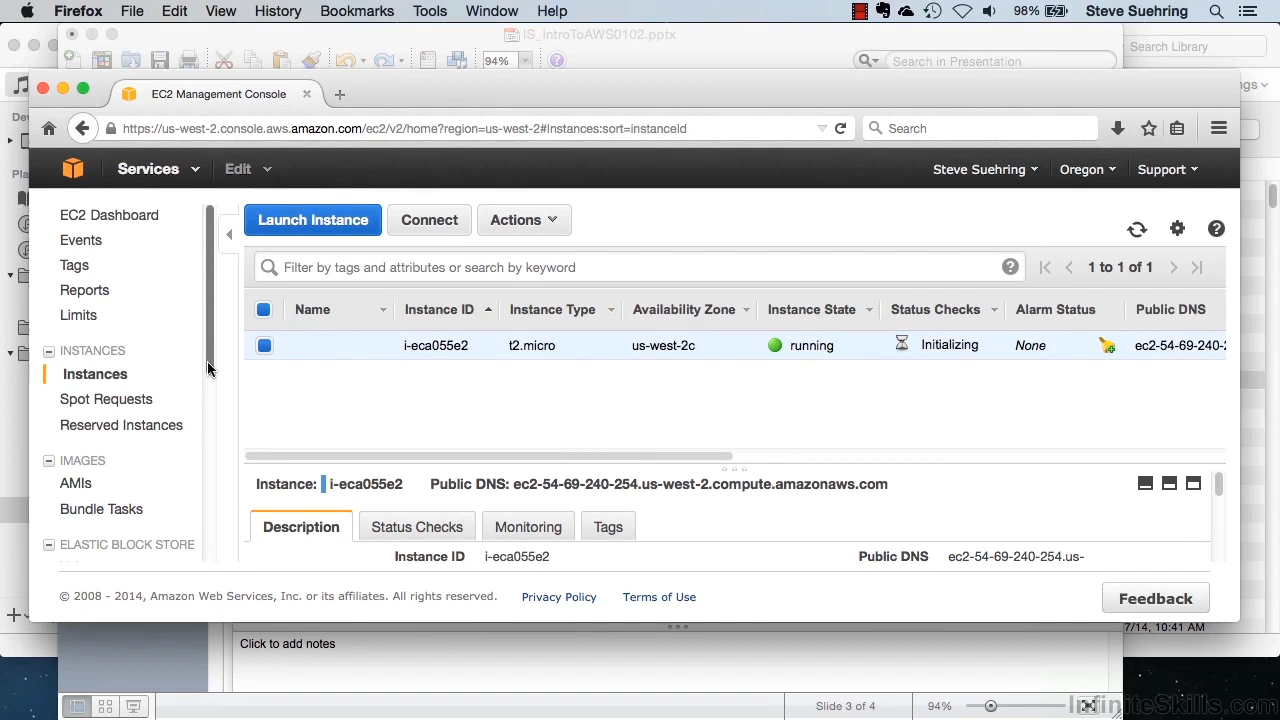 Firefox File Edit View History Bookmarks Tools Window Help 98% Steve Suehring
IS_IntroToAWS0102.pptx
Search Library
94% Search in Presentation
EC2 Management Console
https://us-west-2.console.aws.amazon.com/ec2/v2/home?region=us-west-2#Instances:sort=instanceId Search
Services Edit Steve Suehring Oregon Support
EC2 Dashboard
Events
Tags
Reports
Limits
INSTANCES
Instances
Spot Requests
Reserved Instances
IMAGES
AMIs
Bundle Tasks
ELASTIC BLOCK STORE
Launch Instance Connect Actions
Filter by tags and attributes or search by keyword 1 to 1 of 1
Name Instance ID Instance Type Availability Zone Instance State Status Checks Alarm Status Public DNS
i-eca055e2 t2.micro us-west-2c running Initializing None ec2-54-69-240-2
Instance: i-eca055e2 Public DNS: ec2-54-69-240-254.us-west-2.compute.amazonaws.com
Description Status Checks Monitoring Tags
Instance ID i-eca055e2 Public DNS ec2-54-69-240-254.us-
© 2008 - 2014, Amazon Web Services, Inc. or its affiliates. All rights reserved. Privacy Policy Terms of Use Feedback
7/14, 10:41 AM
Click to add notes
Slide 3 of 4 94%
InfiniteSkills.com